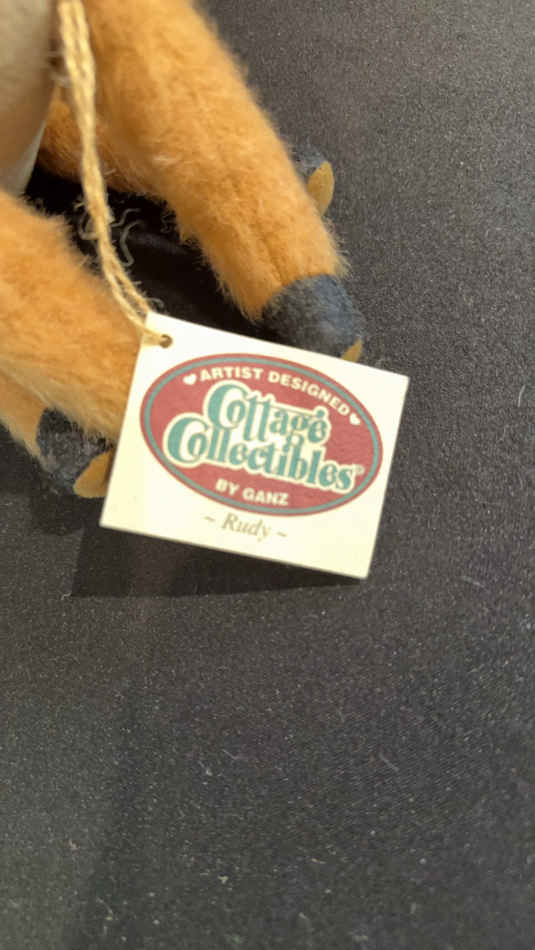 ♥ARTIST DESIGNED♥
Cottage
Collectibles®
BY GANZ
~ Rudy ~